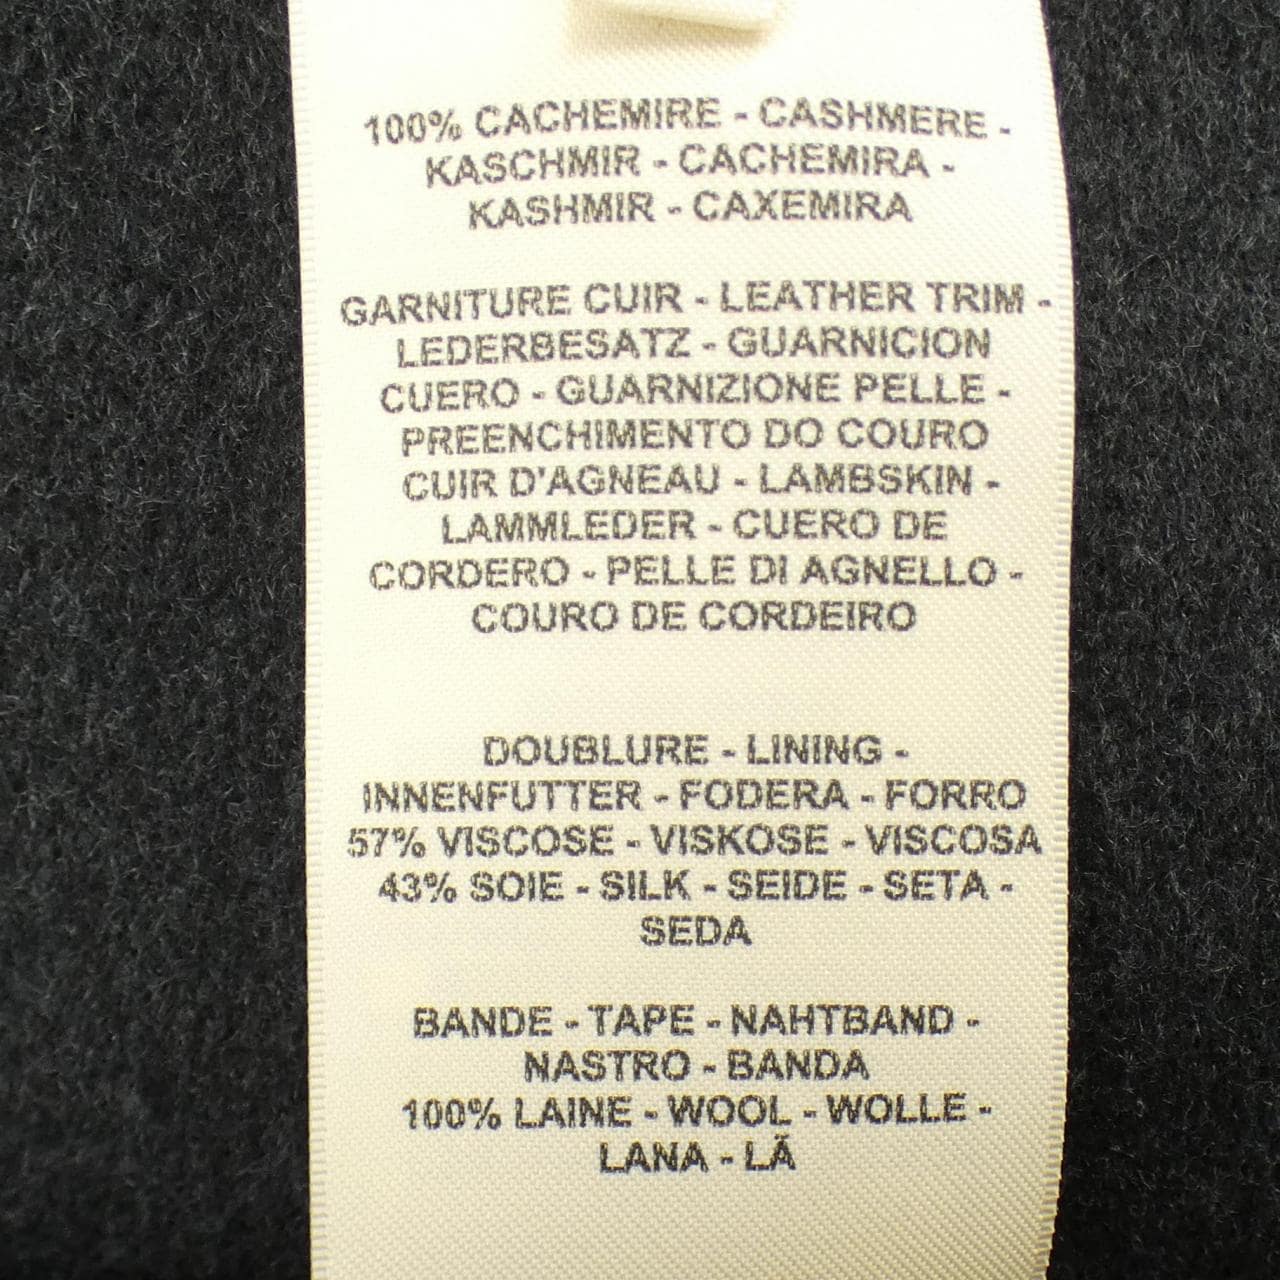 100% CACHEMIRE - CASHMERE -
KASCHMIR - CACHEMIRA -
KASHMIR - CAXEMIRA
GARNITURE CUIR - LEATHER TRIM -
LEDERBESATZ - GUARNICION
CUERO - GUARNIZIONE PELLE -
PREENCHIMENTO DO COURO
CUIR D'AGNEAU - LAMBSKIN -
LAMMLEDER - CUERO DE
CORDERO - PELLE DI AGNELLO -
COURO DE CORDEIRO
DOUBLURE - LINING -
INNENFUTTER - FODERA - FORRO
57% VISCOSE - VISKOSE - VISCOSA
43% SOIE - SILK - SEIDE - SETA -
SEDA
BANDE - TAPE - NAHTBAND -
NASTRO - BANDA
100% LAINE - WOOL - WOLLE -
LANA - LÃ